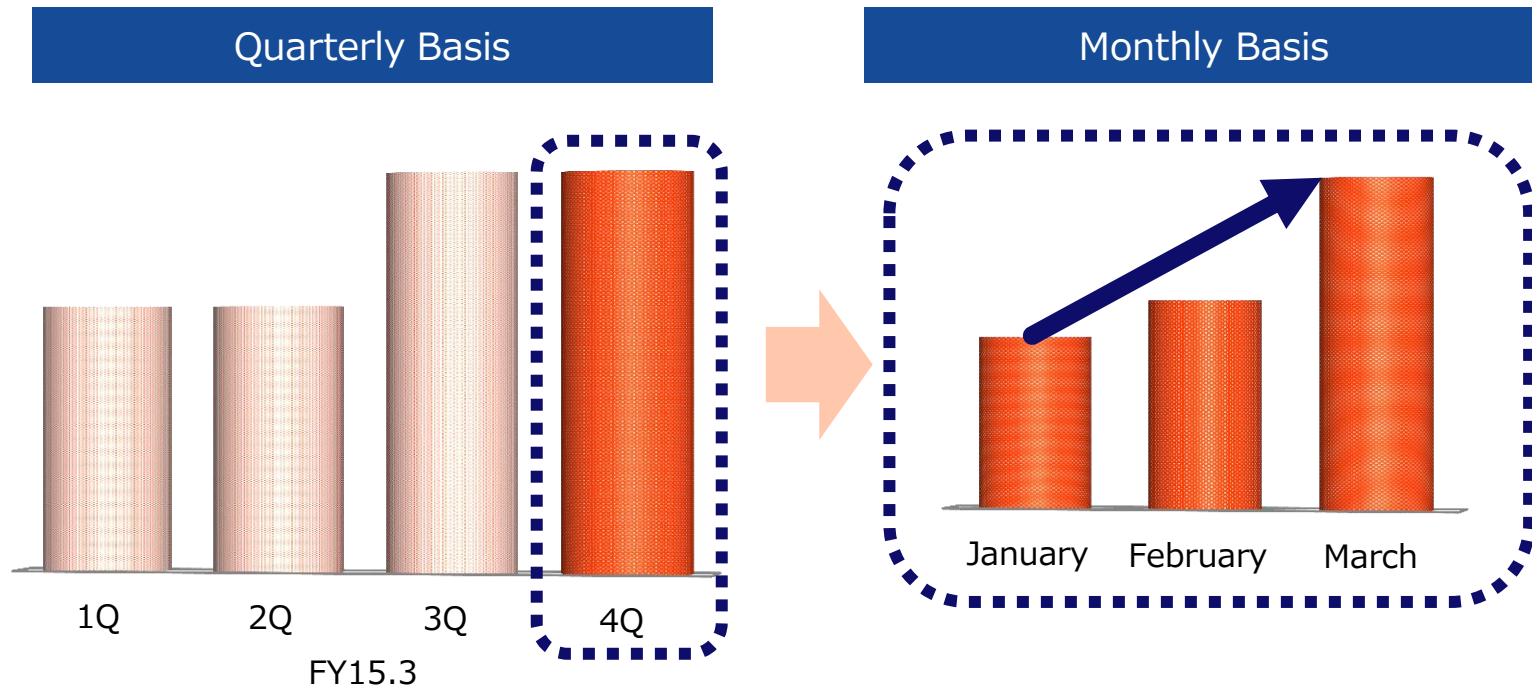 Quarterly Basis
Monthly Basis
January February March
1Q 2Q 3Q 4Q
FY15.3